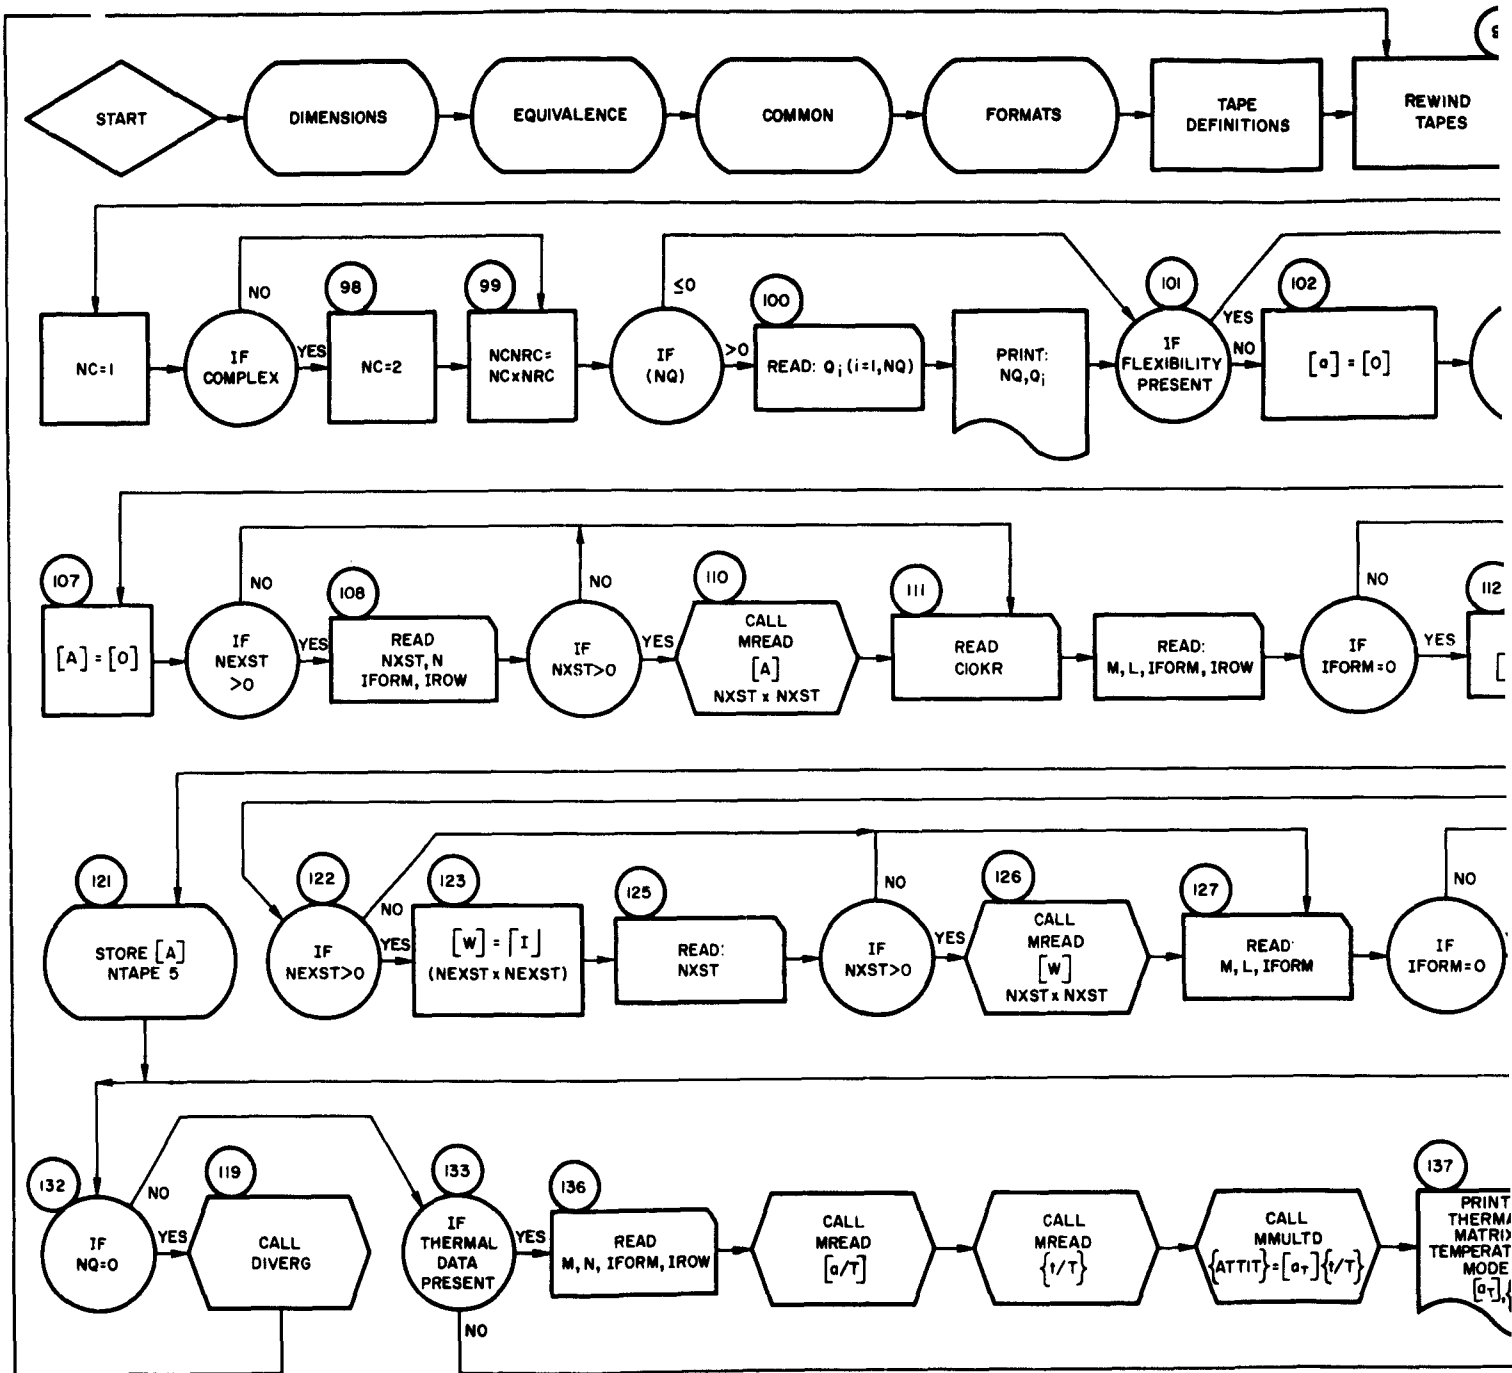 START
DIMENSIONS
EQUIVALENCE
COMMON
FORMATS
TAPE
DEFINITIONS
REWIND
TAPES
NC=1
NO
IF
COMPLEX
YES
98
NC=2
99
NCNRC=
NCxNRC
≤0
IF
(NQ)
>0
100
READ: Qi (i=1,NQ)
PRINT:
NQ,Qi
101
IF
FLEXIBILITY
PRESENT
YES
NO
102
[a] = [0]
107
[A] = [0]
NO
IF
NEXST
>0
YES
108
READ
NXST, N
IFORM, IROW
NO
IF
NXST>0
YES
110
CALL
MREAD
[A]
NXST x NXST
111
READ
CIOKR
READ:
M, L, IFORM, IROW
NO
IF
IFORM=0
YES
112
[
121
STORE [A]
NTAPE 5
122
IF
NEXST>0
NO
YES
123
[W] = ⌈I⌋
(NEXST x NEXST)
125
READ:
NXST
NO
IF
NXST>0
YES
126
CALL
MREAD
[W]
NXST x NXST
127
READ:
M, L, IFORM
NO
IF
IFORM=0
132
IF
NQ=0
NO
YES
119
CALL
DIVERG
133
IF
THERMAL
DATA
PRESENT
YES
NO
136
READ
M, N, IFORM, IROW
CALL
MREAD
[a/T]
CALL
MREAD
{t/T}
CALL
MMULTD
{ATTIT}=[aT]{t/T}
137
PRINT
THERMA
MATRIX
TEMPERAT
MODE
[aT],{